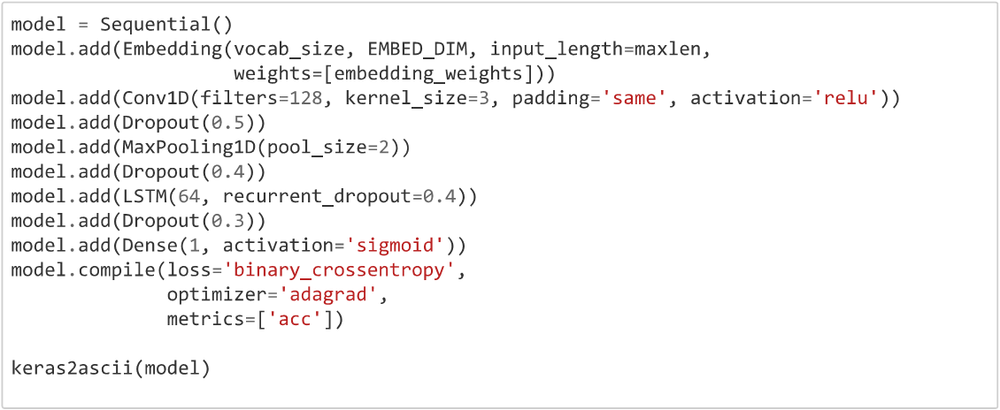 model = Sequential()
model.add(Embedding(vocab_size, EMBED_DIM, input_length=maxlen,
                    weights=[embedding_weights]))
model.add(Conv1D(filters=128, kernel_size=3, padding='same', activation='relu'))
model.add(Dropout(0.5))
model.add(MaxPooling1D(pool_size=2))
model.add(Dropout(0.4))
model.add(LSTM(64, recurrent_dropout=0.4))
model.add(Dropout(0.3))
model.add(Dense(1, activation='sigmoid'))
model.compile(loss='binary_crossentropy',
              optimizer='adagrad',
              metrics=['acc'])

keras2ascii(model)